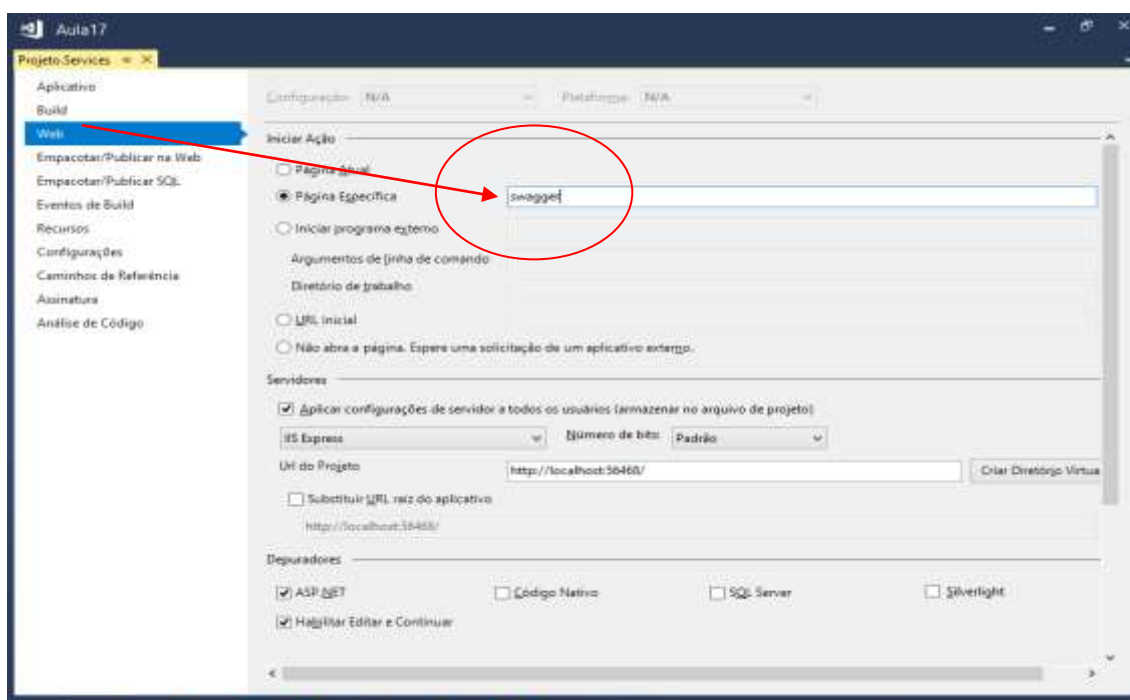 Aula17
Projeto.Services
Aplicativo
Build
Web
Empacotar/Publicar na Web
Empacotar/Publicar SQL
Eventos de Build
Recursos
Configurações
Caminhos de Referência
Assinatura
Análise de Código
Configuração: N/A Plataforma: N/A
Iniciar Ação
Página Atual
Página Específica swagger
Iniciar programa externo
Argumentos de linha de comando
Diretório de trabalho
URL Inicial
Não abra a página. Espere uma solicitação de um aplicativo externo.
Servidores
Aplicar configurações de servidor a todos os usuários (armazenar no arquivo de projeto)
IIS Express Número de bits: Padrão
Url do Projeto http://localhost:56468/ Criar Diretório Virtua
Substituir URL raiz do aplicativo
http://localhost:56468/
Depuradores
ASP.NET Código Nativo SQL Server Silverlight
Habilitar Editar e Continuar